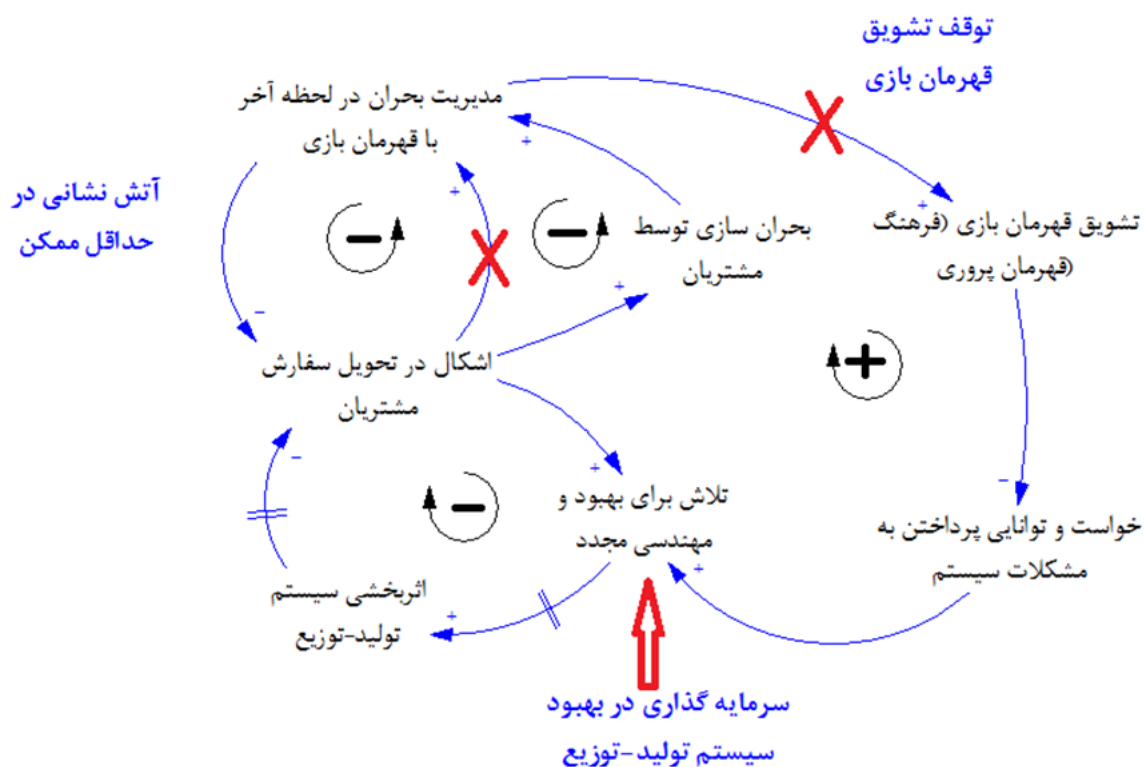 توقف تشویق
قهرمان بازی
مدیریت بحران در لحظه آخر
با قهرمان بازی
آتش نشانی در
حداقل ممکن
بحران سازی توسط
مشتریان
تشویق قهرمان بازی (فرهنگ
قهرمان پروری)
اشکال در تحویل سفارش
مشتریان
تلاش برای بهبود و
مهندسی مجدد
خواست و توانایی پرداختن به
مشکلات سیستم
اثربخشی سیستم
تولید-توزیع
سرمایه گذاری در بهبود
سیستم تولید-توزیع